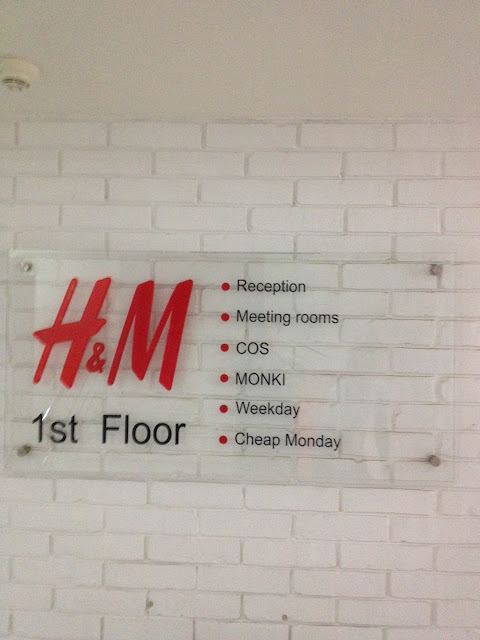 H&M
1st Floor
Reception
Meeting rooms
COS
MONKI
Weekday
Cheap Monday